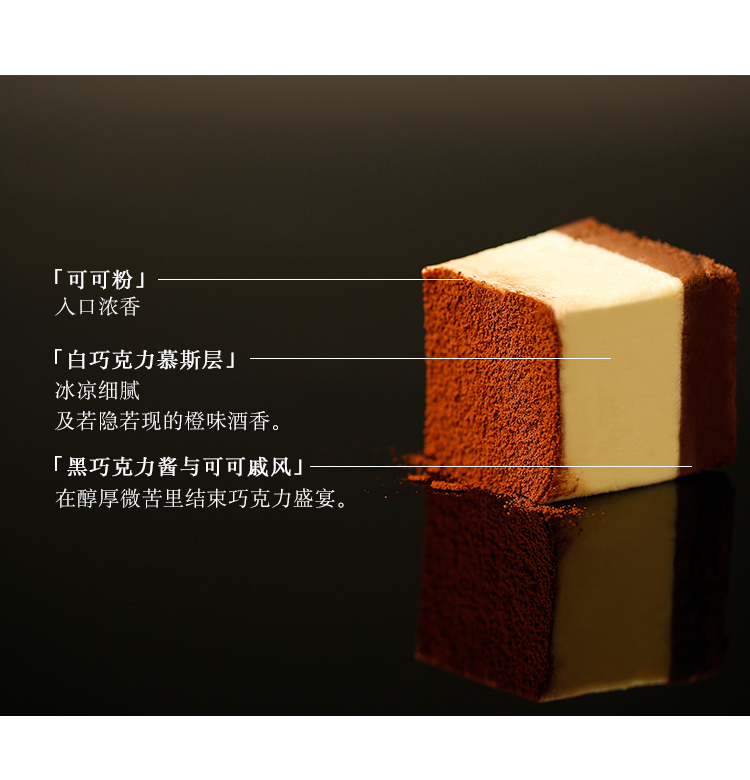 「可可粉」
入口浓香
「白巧克力慕斯层」
冰凉细腻
及若隐若现的橙味酒香。
「黑巧克力酱与可可戚风」
在醇厚微苦里结束巧克力盛宴。